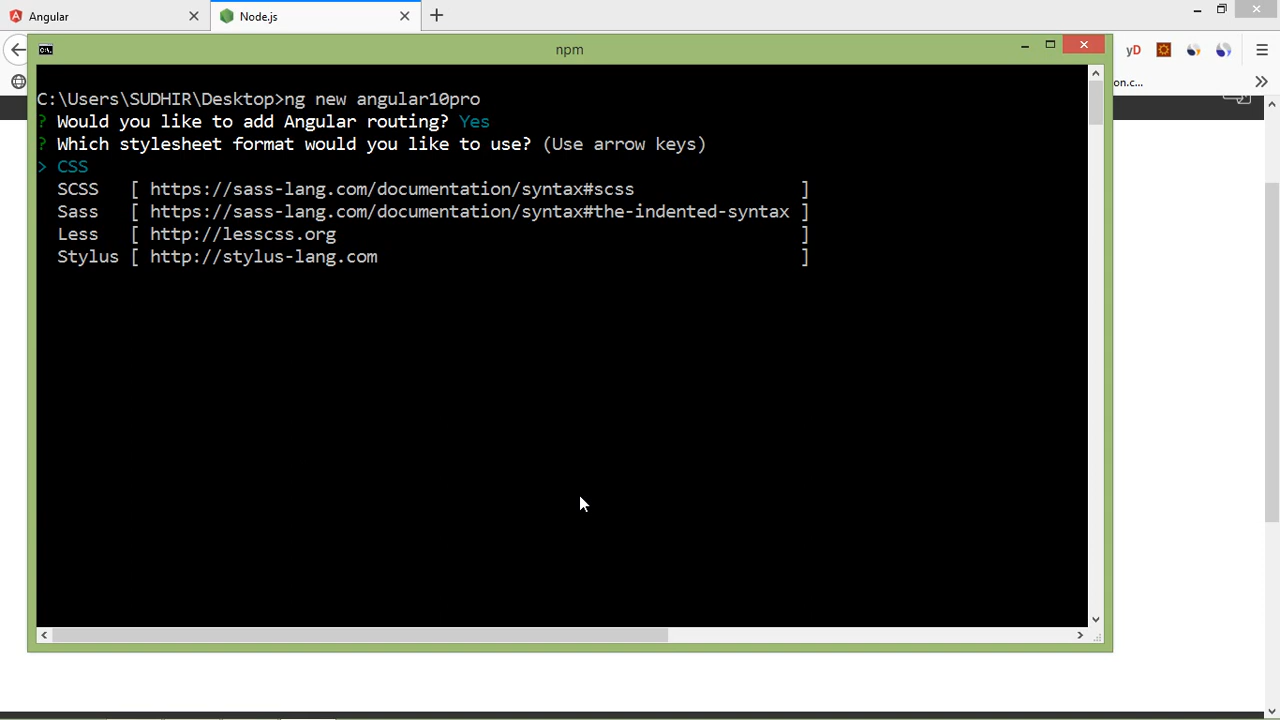 Angular
Node.js
npm
yD
on.c...
C:\Users\SUDHIR\Desktop>ng new angular10pro
? Would you like to add Angular routing? Yes
? Which stylesheet format would you like to use? (Use arrow keys)
> CSS
SCSS [ https://sass-lang.com/documentation/syntax#scss ]
Sass [ https://sass-lang.com/documentation/syntax#the-indented-syntax ]
Less [ http://lesscss.org ]
Stylus [ http://stylus-lang.com ]